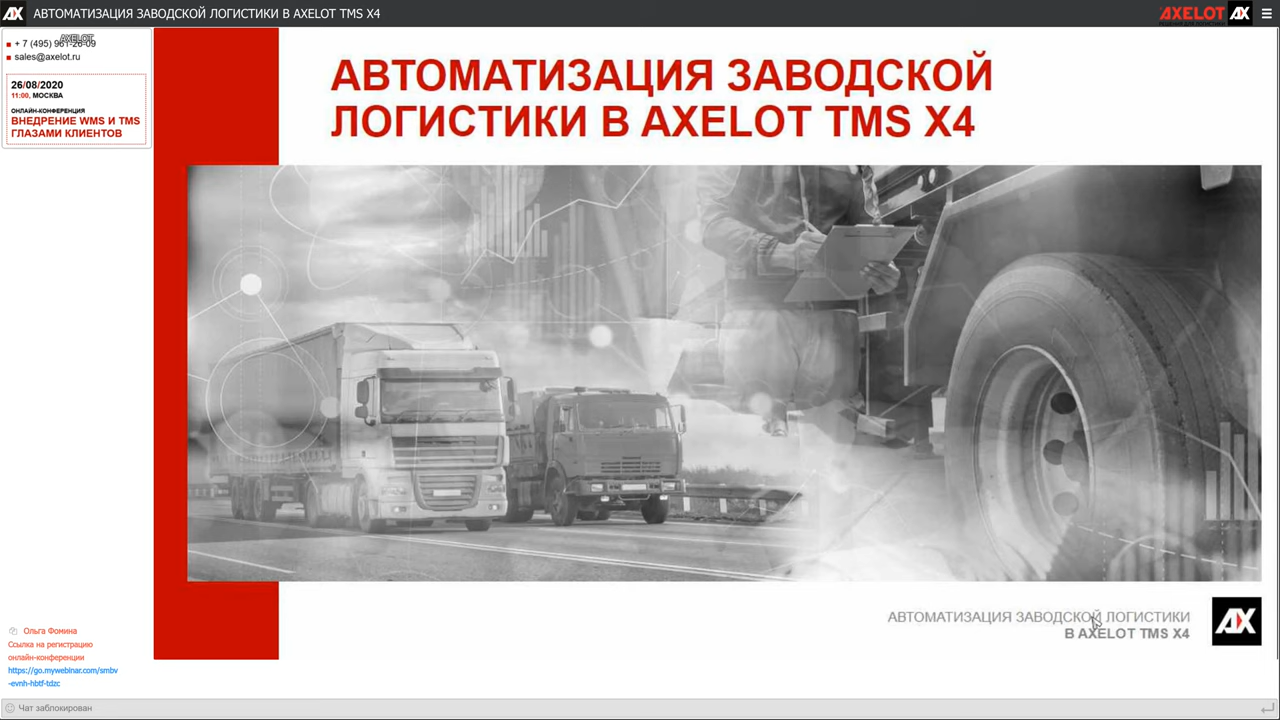 АВТОМАТИЗАЦИЯ ЗАВОДСКОЙ ЛОГИСТИКИ В AXELOT TMS X4
AXELOT
AXELOT
+ 7 (495) 961-26-09
sales@axelot.ru
26/08/2020
11:00, МОСКВА
ОНЛАЙН-КОНФЕРЕНЦИЯ
ВНЕДРЕНИЕ WMS И TMS
ГЛАЗАМИ КЛИЕНТОВ
АВТОМАТИЗАЦИЯ ЗАВОДСКОЙ
ЛОГИСТИКИ В AXELOT TMS X4
АВТОМАТИЗАЦИЯ ЗАВОДСКОЙ ЛОГИСТИКИ
В AXELOT TMS X4
Ольга Фомина
Ссылка на регистрацию
онлайн-конференции
https://go.mywebinar.com/smbv
-evnh-hbtf-tdzc
Чат заблокирован